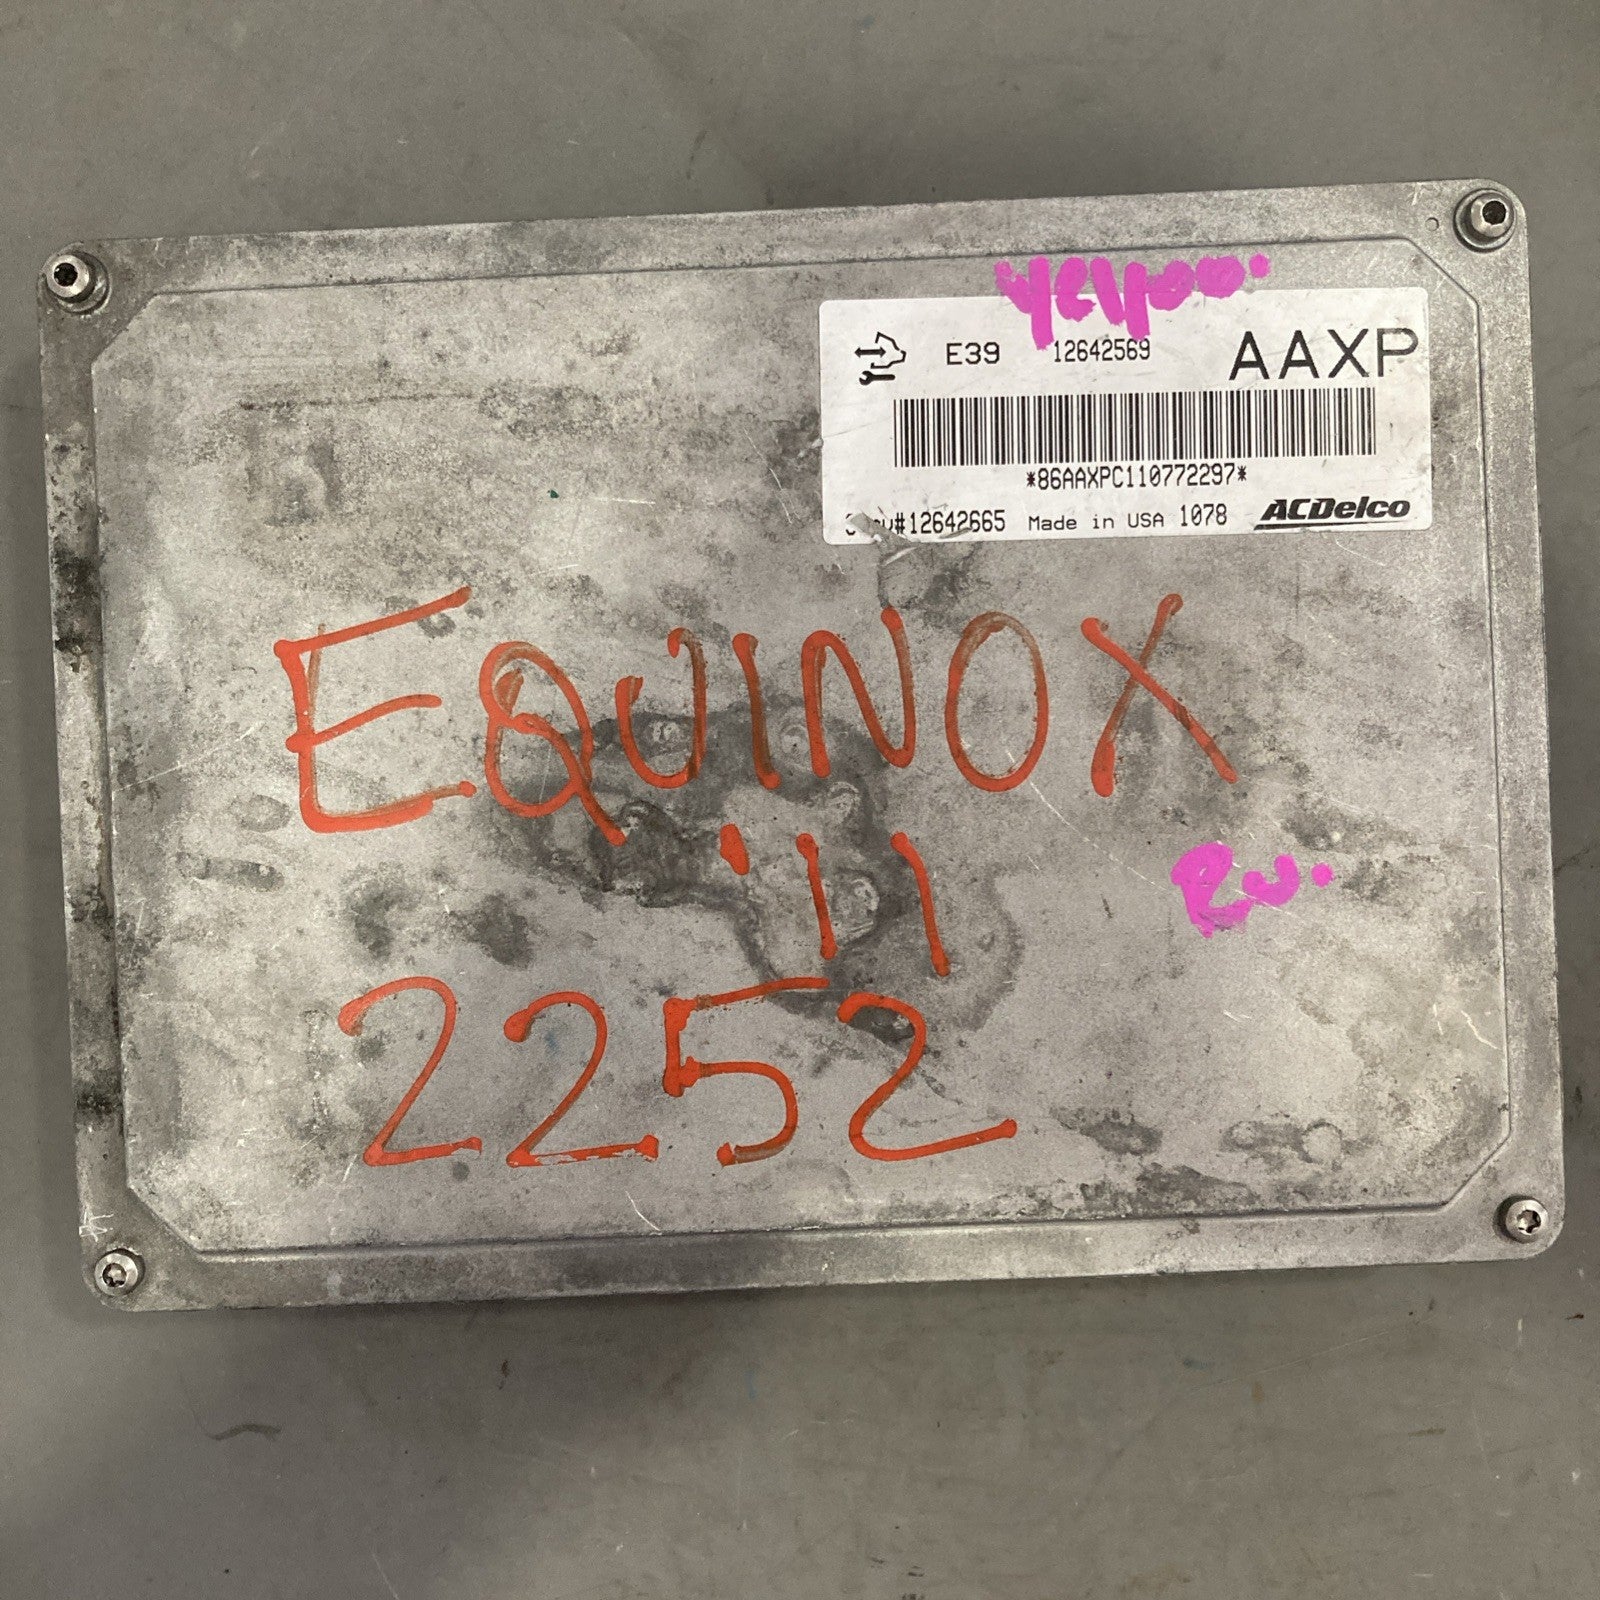 E39 12642569 AAXP
*86AAXPC110772297*
#12642665 Made in USA 1078 ACDelco
EQUINOX
'11
2252